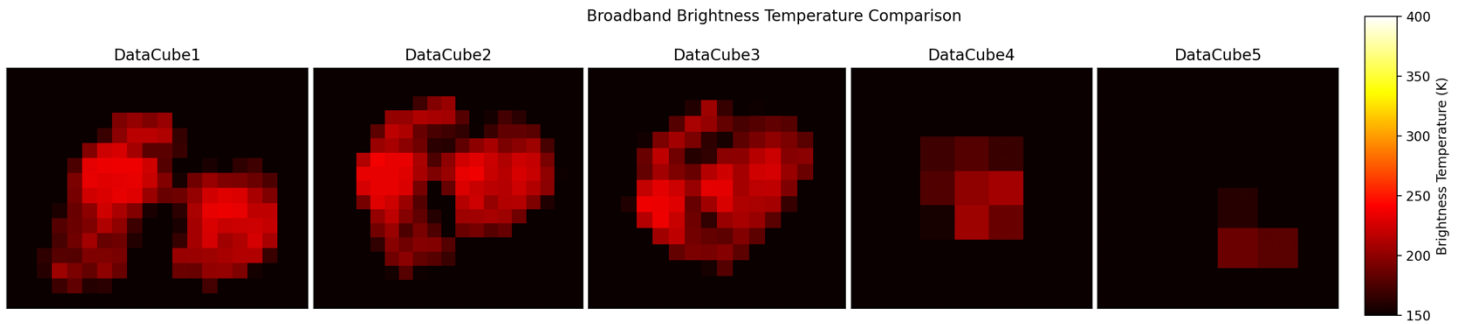 Broadband Brightness Temperature Comparison
DataCube1
DataCube2
DataCube3
DataCube4
DataCube5
400
350
300
250
200
150
Brightness Temperature (K)